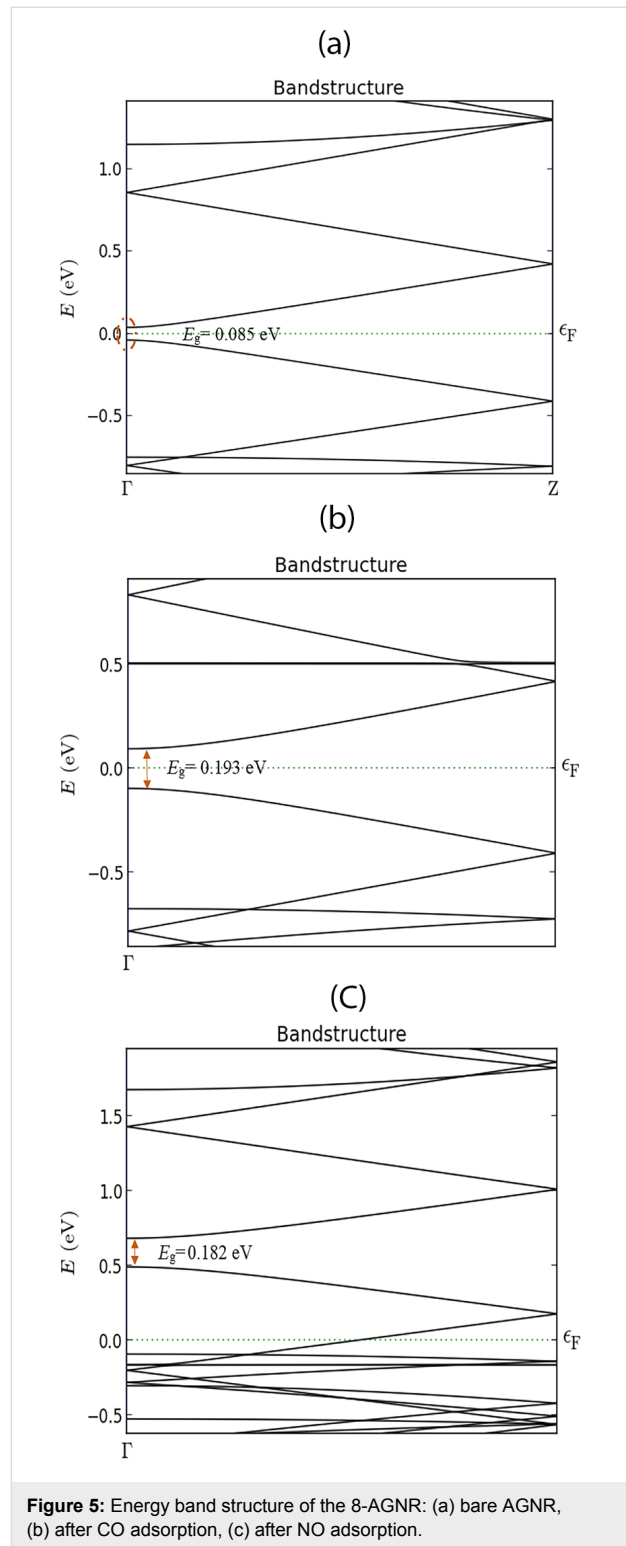 (a)
Bandstructure
1.0
0.5
0.0
−0.5
E (eV)
E_g= 0.085 eV
ϵ_F
Γ
Z
(b)
Bandstructure
0.5
0.0
−0.5
E (eV)
E_g= 0.193 eV
ϵ_F
Γ
(C)
Bandstructure
1.5
1.0
0.5
0.0
−0.5
E (eV)
E_g=0.182 eV
ϵ_F
Γ
Figure 5: Energy band structure of the 8-AGNR: (a) bare AGNR,
(b) after CO adsorption, (c) after NO adsorption.